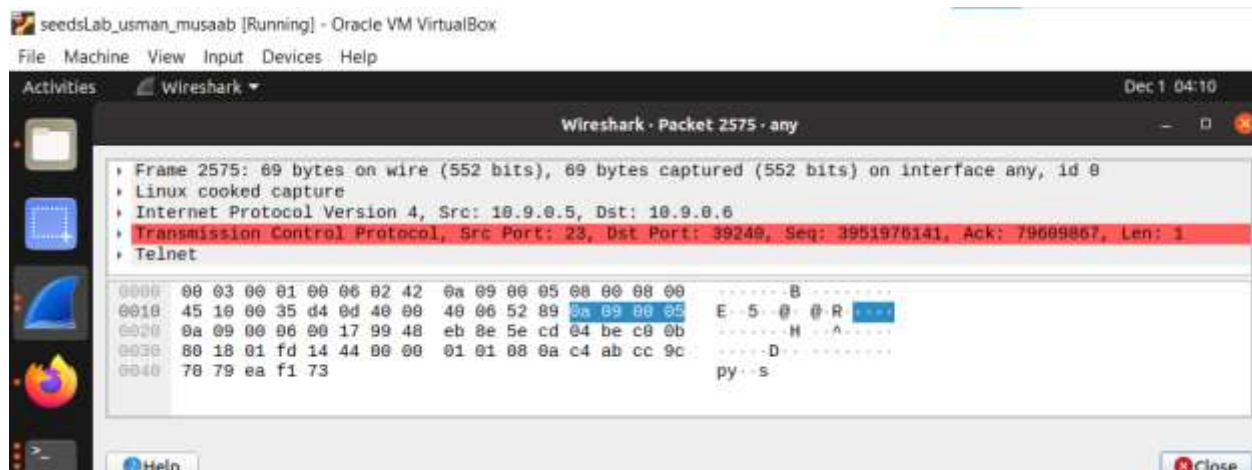 seedsLab_usman_musaab [Running] - Oracle VM VirtualBox
File Machine View Input Devices Help
Activities Wireshark Dec 1 04:10
Wireshark · Packet 2575 · any
Frame 2575: 69 bytes on wire (552 bits), 69 bytes captured (552 bits) on interface any, id 0
Linux cooked capture
Internet Protocol Version 4, Src: 10.9.0.5, Dst: 10.9.0.6
Transmission Control Protocol, Src Port: 23, Dst Port: 39240, Seq: 3951976141, Ack: 79609867, Len: 1
Telnet
0000 00 03 00 01 00 06 02 42 0a 09 00 05 08 00 08 00 ·······B ········
0010 45 10 00 35 d4 0d 40 00 40 06 52 89 0a 09 00 05 E··5··@· @·R·····
0020 0a 09 00 06 00 17 99 48 eb 8e 5e cd 04 be c0 0b ·······H ··^·····
0030 80 18 01 fd 14 44 00 00 01 01 08 0a c4 ab cc 9c ·····D·· ········
0040 70 79 ea f1 73 py··s
Help Close